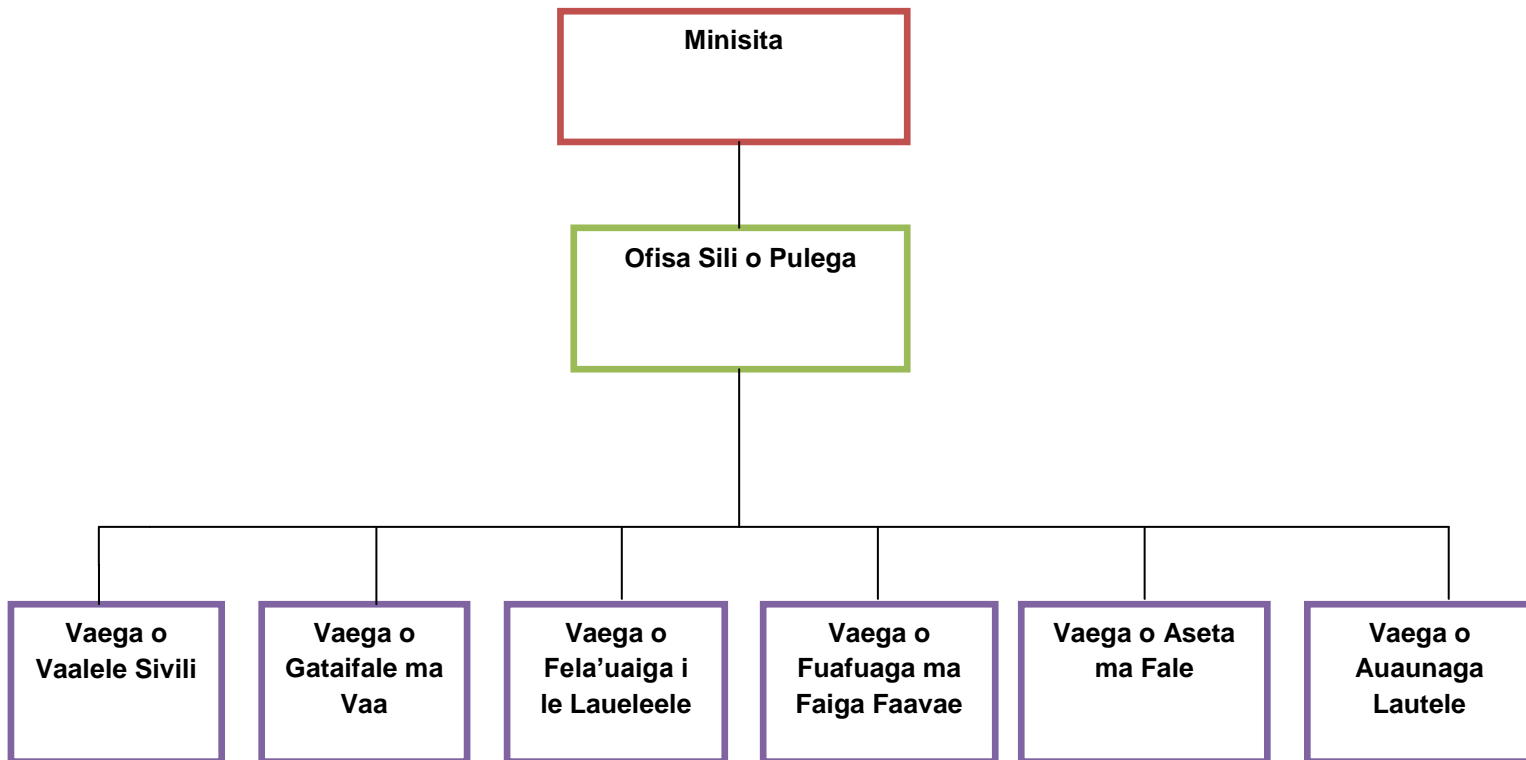 Minisita
Ofisa Sili o Pulega
Vaega o
Vaalele Sivili
Vaega o
Gataifale ma
Vaa
Vaega o
Fela’uaiga i
le Laueleele
Vaega o
Fuafuaga ma
Faiga Faavae
Vaega o Aseta
ma Fale
Vaega o
Auaunaga
Lautele